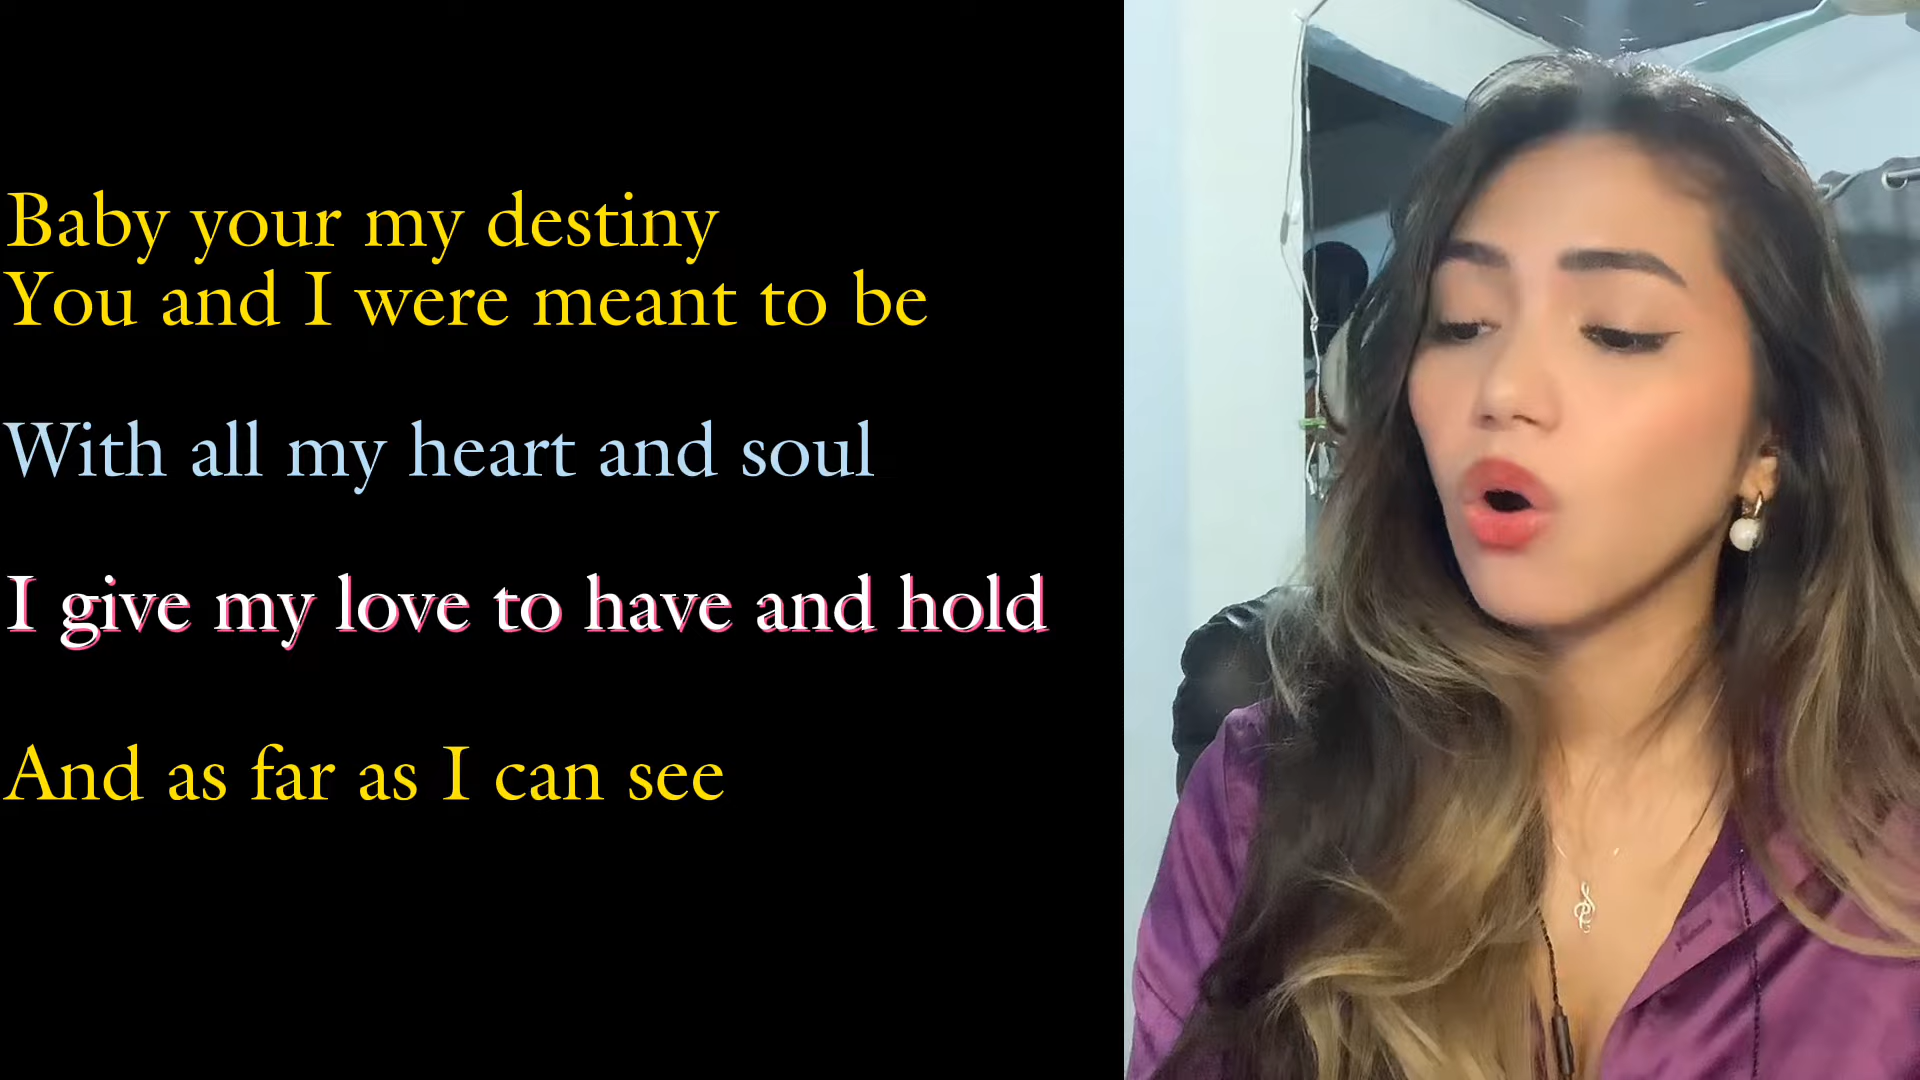 Baby your my destiny
You and I were meant to be
With all my heart and soul
I give my love to have and hold
And as far as I can see